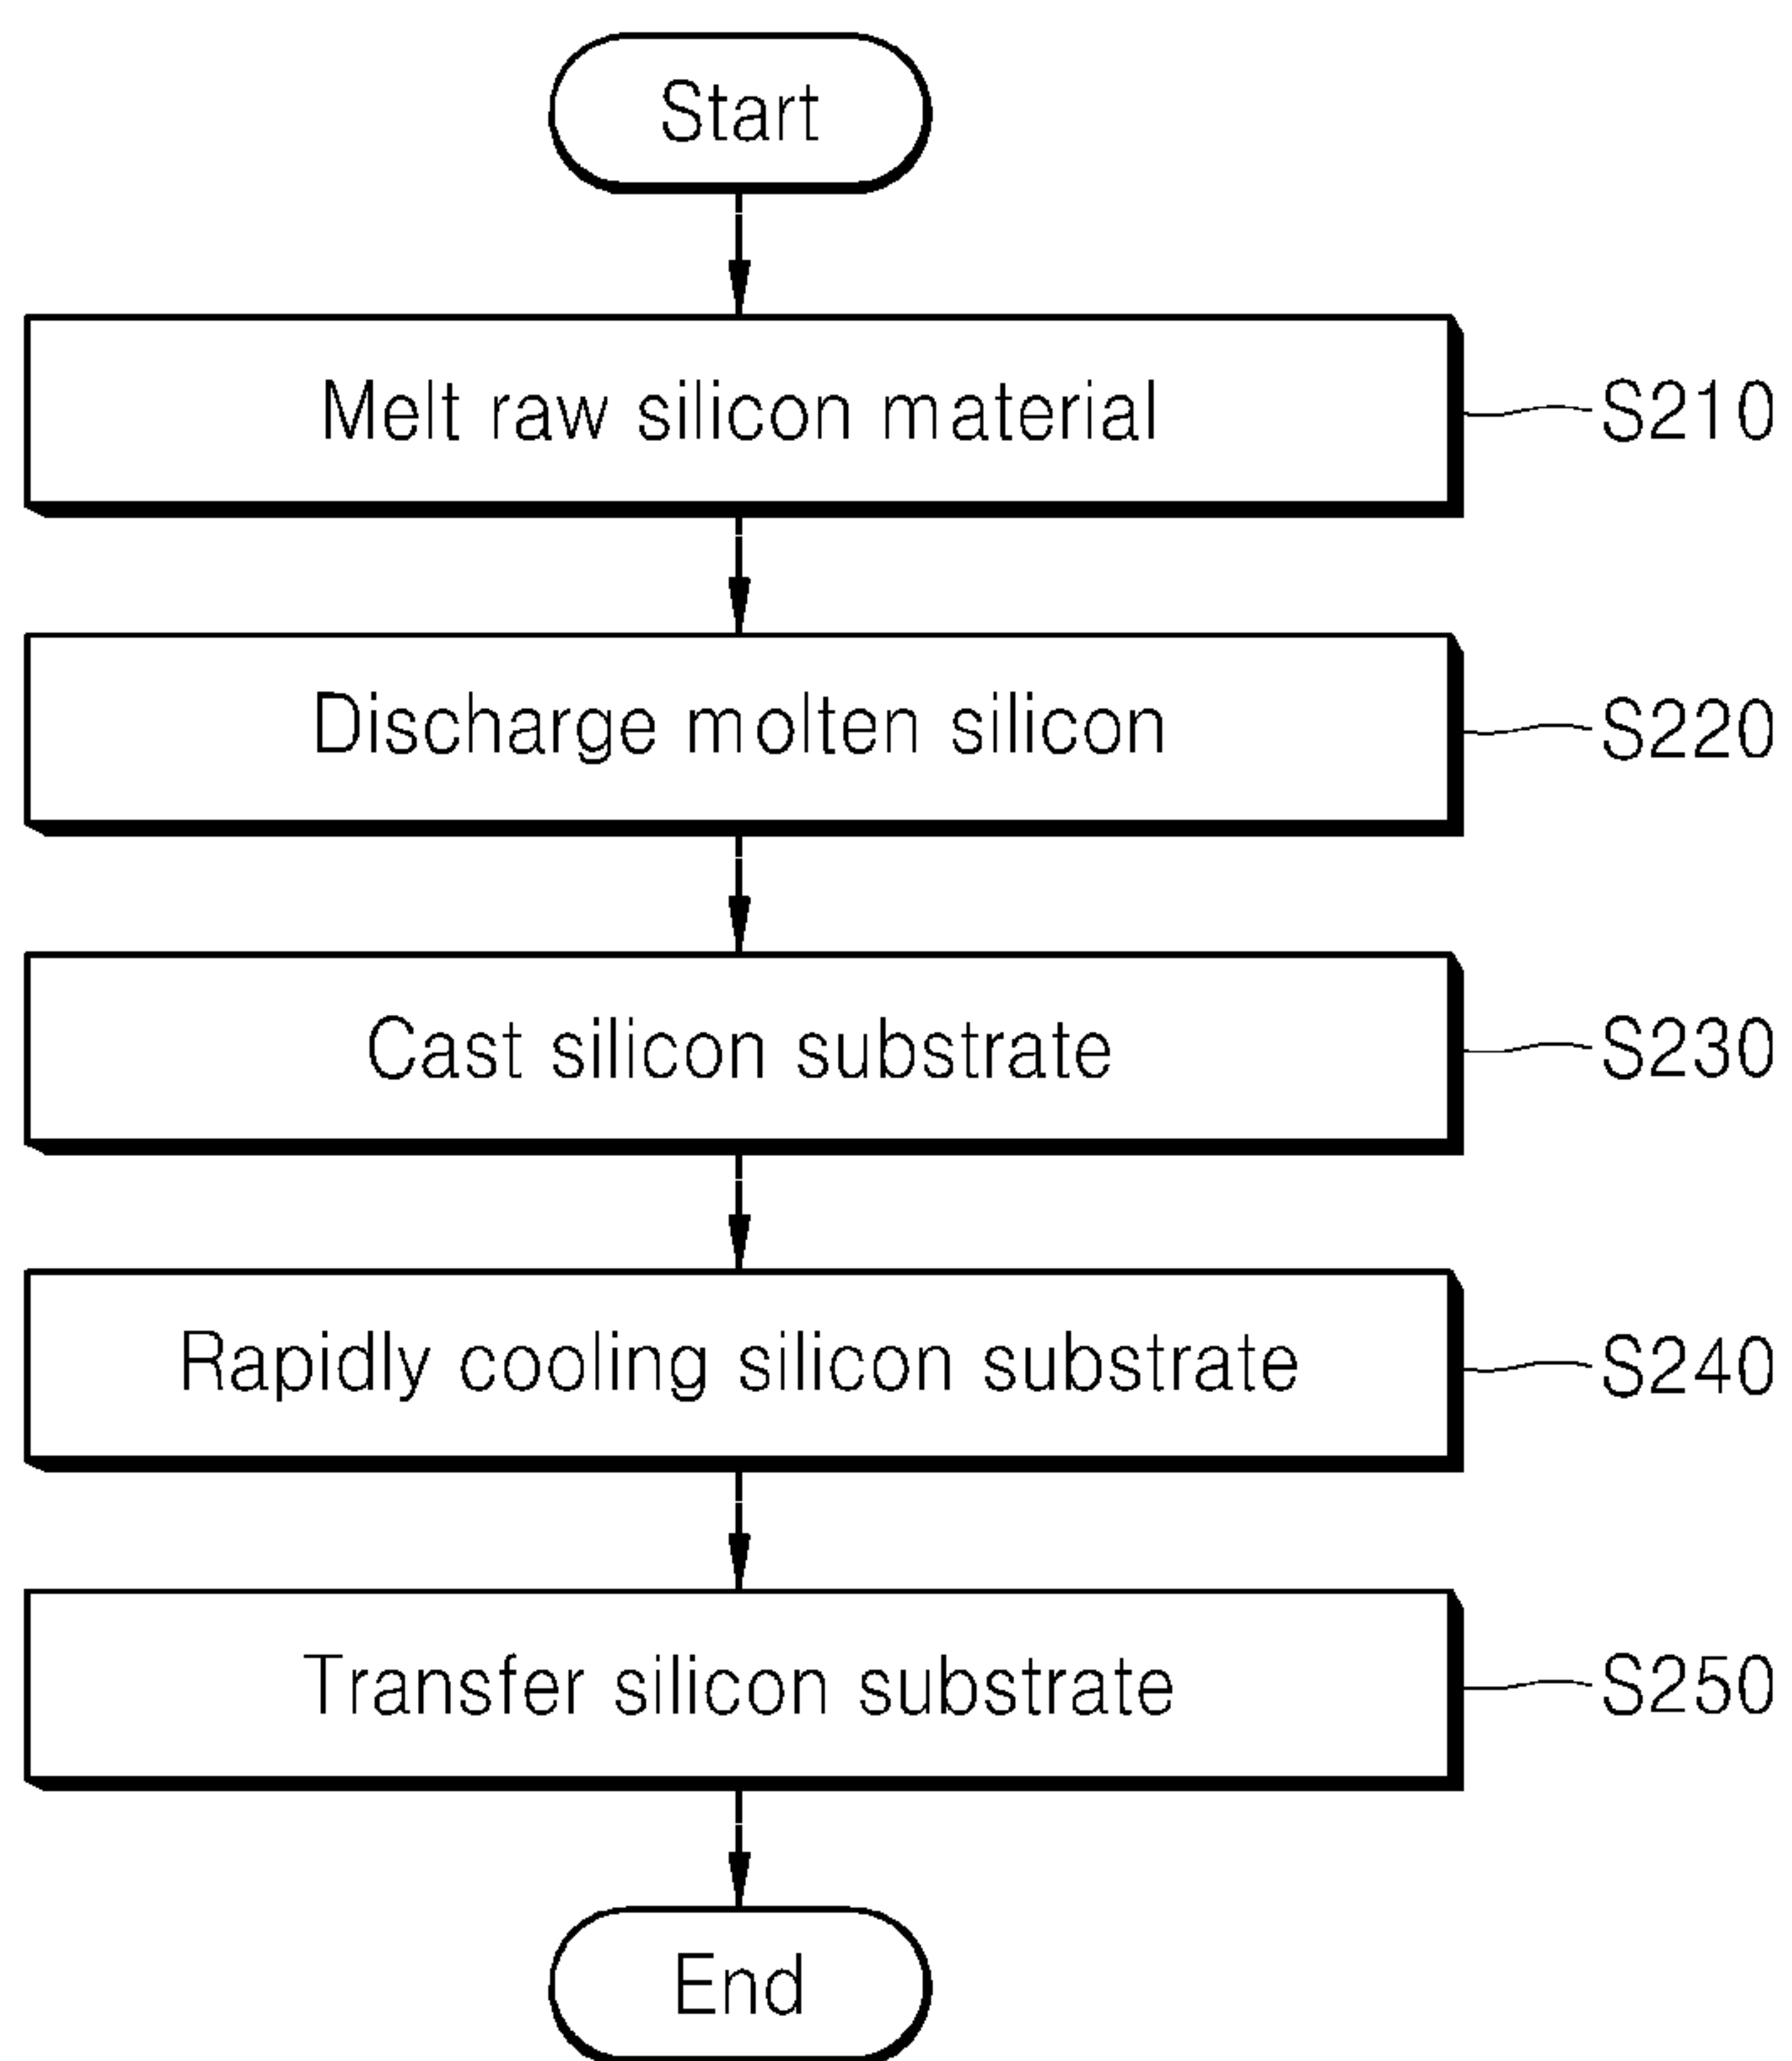 Start
Melt raw silicon material
S210
Discharge molten silicon
S220
Cast silicon substrate
S230
Rapidly cooling silicon substrate
S240
Transfer silicon substrate
S250
End